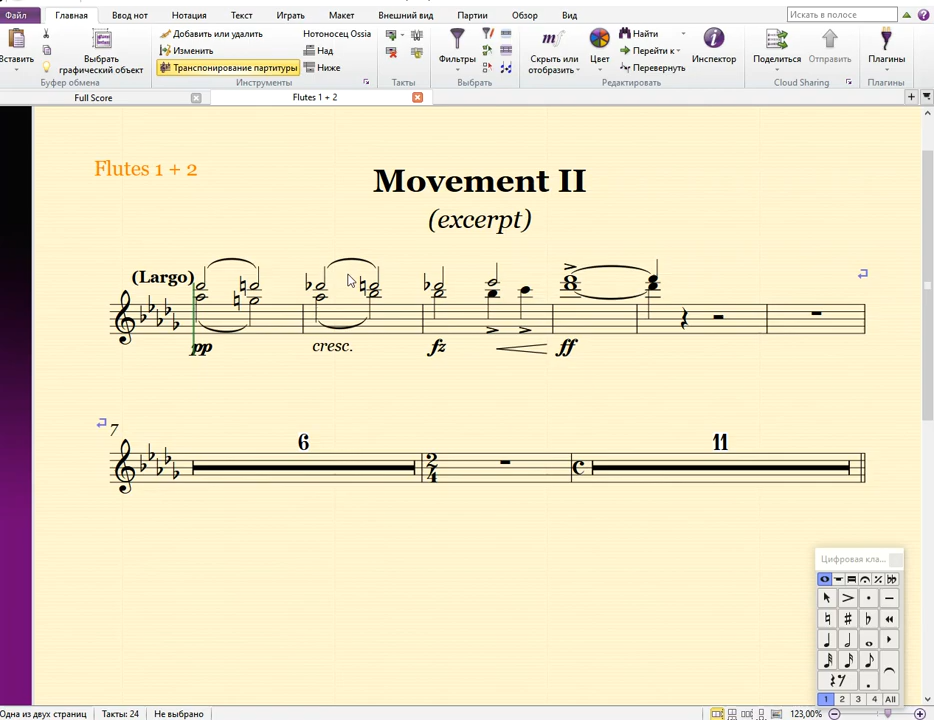 Файл Главная Ввод нот Нотация Текст Играть Макет Внешний вид Партии Обзор Вид Искать в полосе
Вставить
Выбрать графический объект
Буфер обмена
Добавить или удалить
Изменить
Транспонирование партитуры
Нотоносец Ossia
Над
Ниже
Инструменты
Такты
Фильтры
Выбрать
Скрыть или отобразить
Цвет
Найти
Перейти к
Перевернуть
Инспектор
Редактировать
Поделиться
Отправить
Cloud Sharing
Плагины
Плагины
Full Score
Flutes 1 + 2
Flutes 1 + 2
Movement II
(excerpt)
(Largo)
pp cresc. fz ff
7
6 11
2
4
Цифровая кла...
1 2 3 4 All
Одна из двух страниц Такты: 24 Не выбрано 123,00%